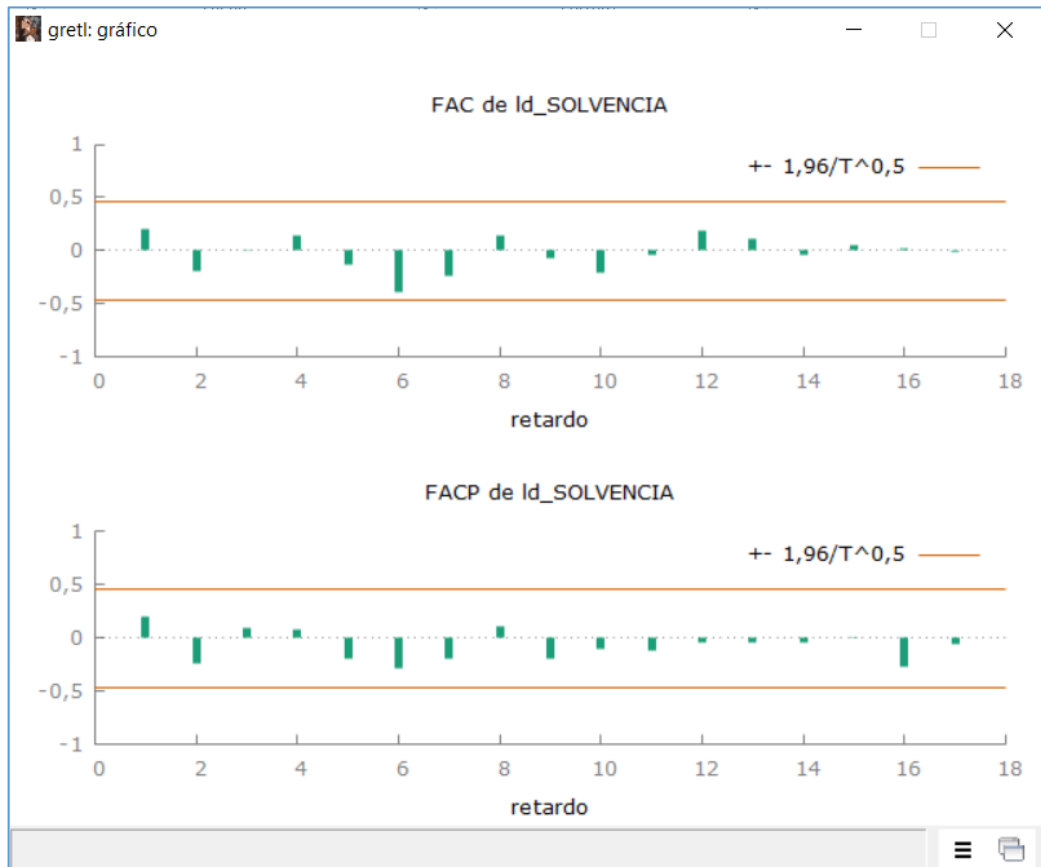 gretl: gráfico
FAC de ld_SOLVENCIA
+- 1,96/T^0,5
1
0,5
0
-0,5
-1
0 2 4 6 8 10 12 14 16 18
retardo
FACP de ld_SOLVENCIA
+- 1,96/T^0,5
1
0,5
0
-0,5
-1
0 2 4 6 8 10 12 14 16 18
retardo